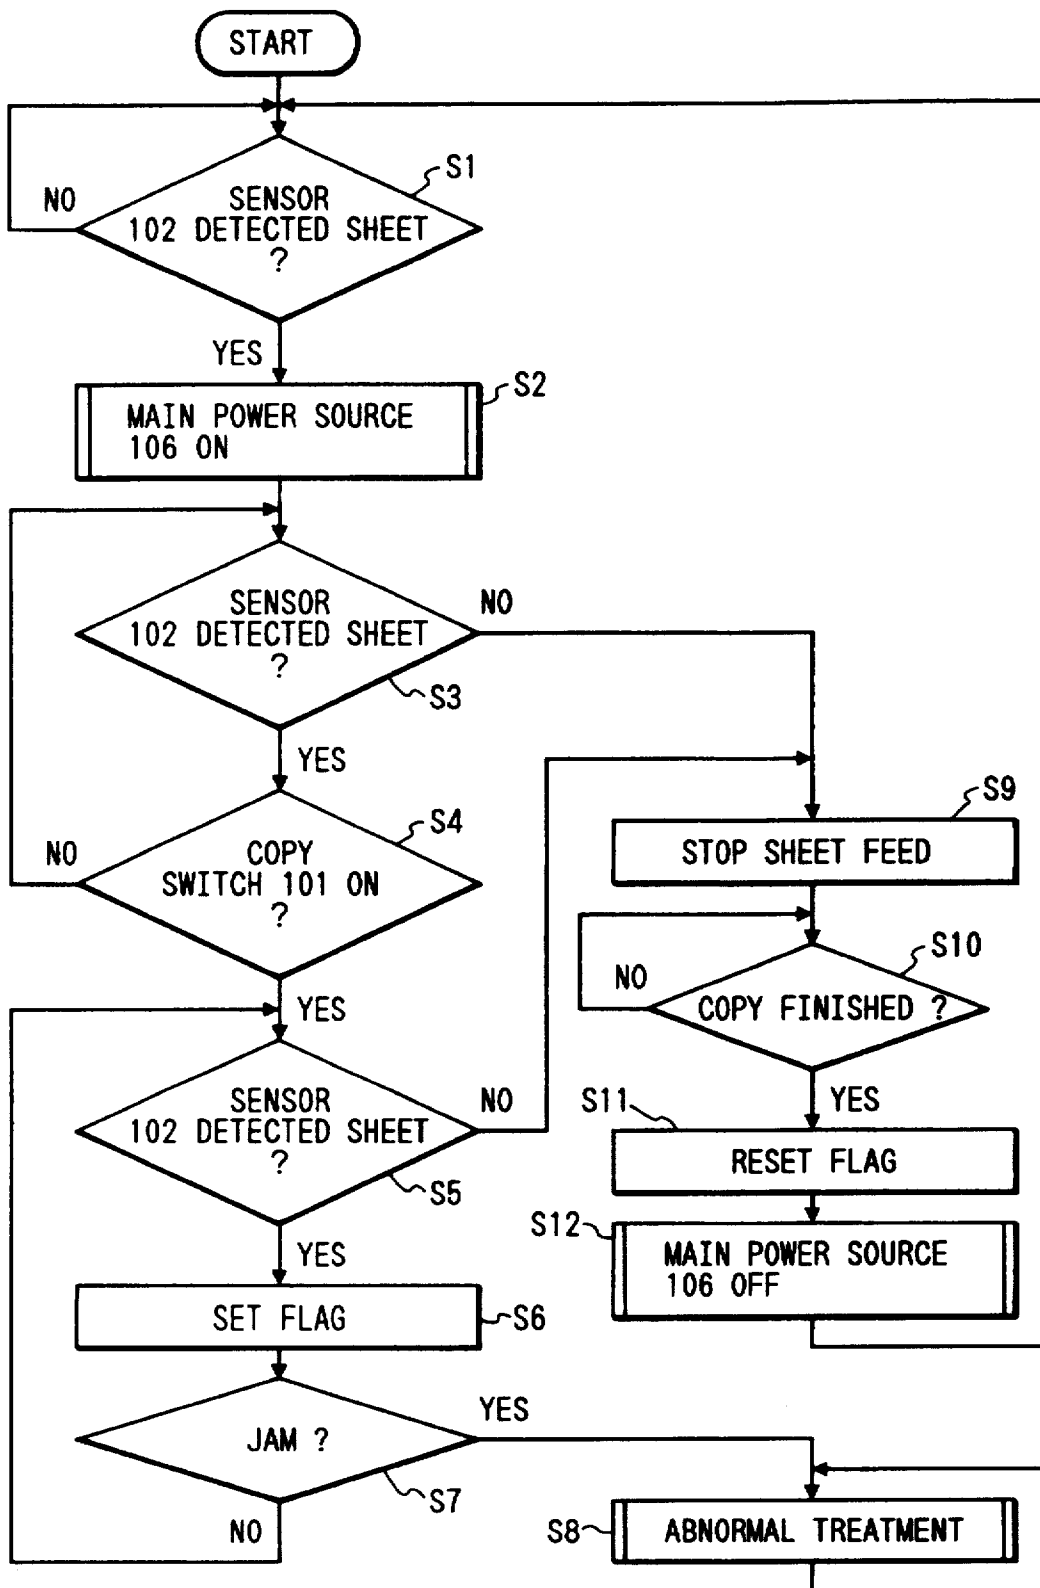 START
S1
NO
SENSOR
102 DETECTED SHEET
?
YES
S2
MAIN POWER SOURCE
106 ON
SENSOR
102 DETECTED SHEET
?
NO
S3
YES
S4
NO
COPY
SWITCH 101 ON
?
YES
SENSOR
102 DETECTED SHEET
?
NO
S5
YES
SET FLAG
S6
JAM ?
YES
S7
NO
S9
STOP SHEET FEED
S10
NO
COPY FINISHED ?
YES
S11
RESET FLAG
S12
MAIN POWER SOURCE
106 OFF
S8
ABNORMAL TREATMENT